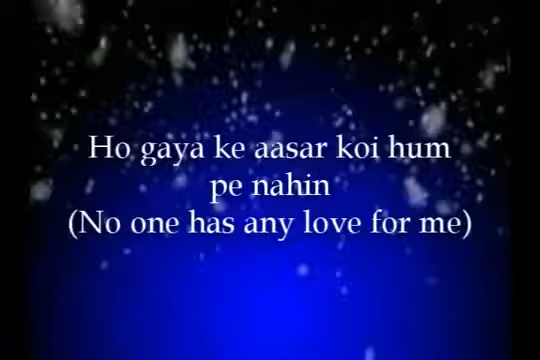 Ho gaya ke aasar koi hum
pe nahin
(No one has any love for me)